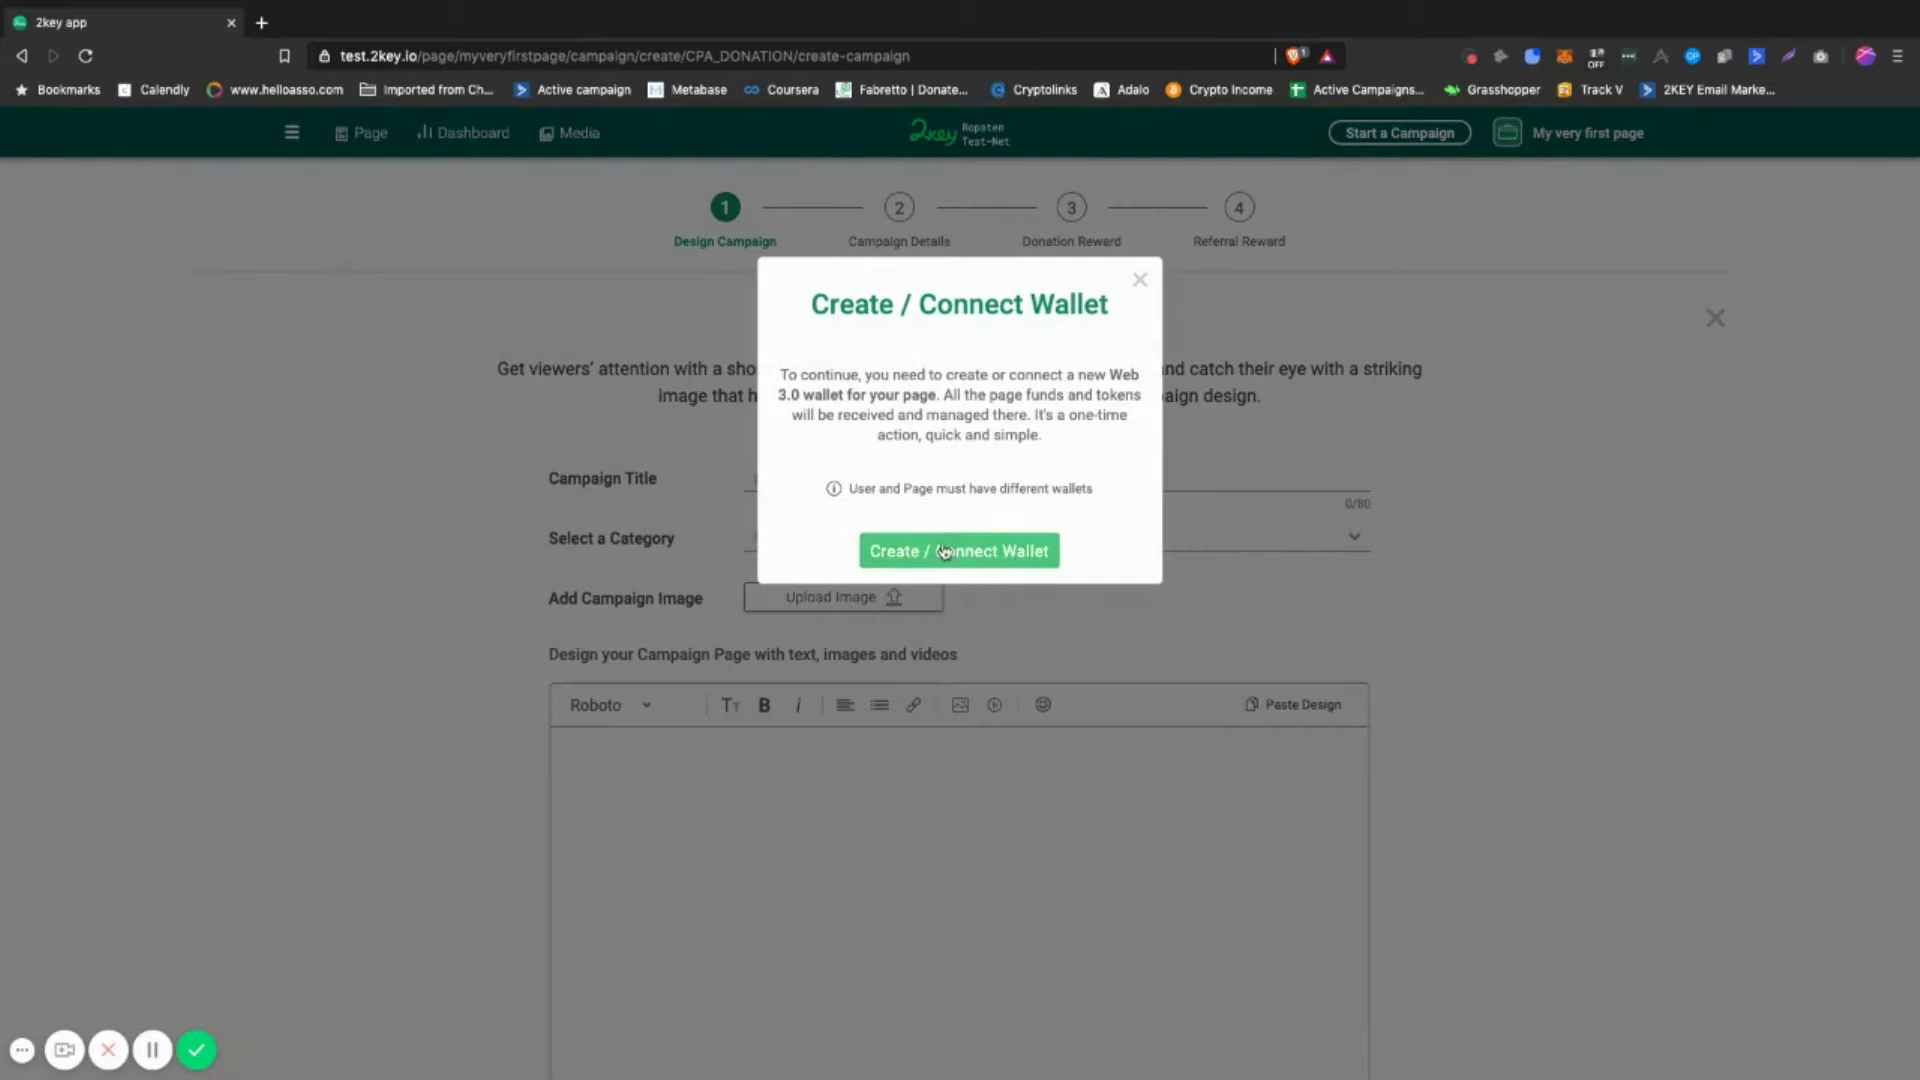 2key app
test.2key.io/page/myveryfirstpage/campaign/create/CPA_DONATION/create-campaign
Bookmarks Calendly www.helloasso.com Imported from Ch... Active campaign Metabase Coursera Fabretto | Donate... Cryptolinks Adalo Crypto Income Active Campaigns... Grasshopper Track V 2KEY Email Marke...
Page Dashboard Media 2key Ropsten Test-Net Start a Campaign My very first page
1 2 3 4
Design Campaign Campaign Details Donation Reward Referral Reward
Create / Connect Wallet
Get viewers' attention with a sho
nd catch their eye with a striking
image that h
aign design.
To continue, you need to create or connect a new Web
3.0 wallet for your page. All the page funds and tokens
will be received and managed there. It's a one-time
action, quick and simple.
User and Page must have different wallets
Create / Connect Wallet
Campaign Title
0/80
Select a Category
Add Campaign Image
Upload Image
Design your Campaign Page with text, images and videos
Roboto TT B i Paste Design